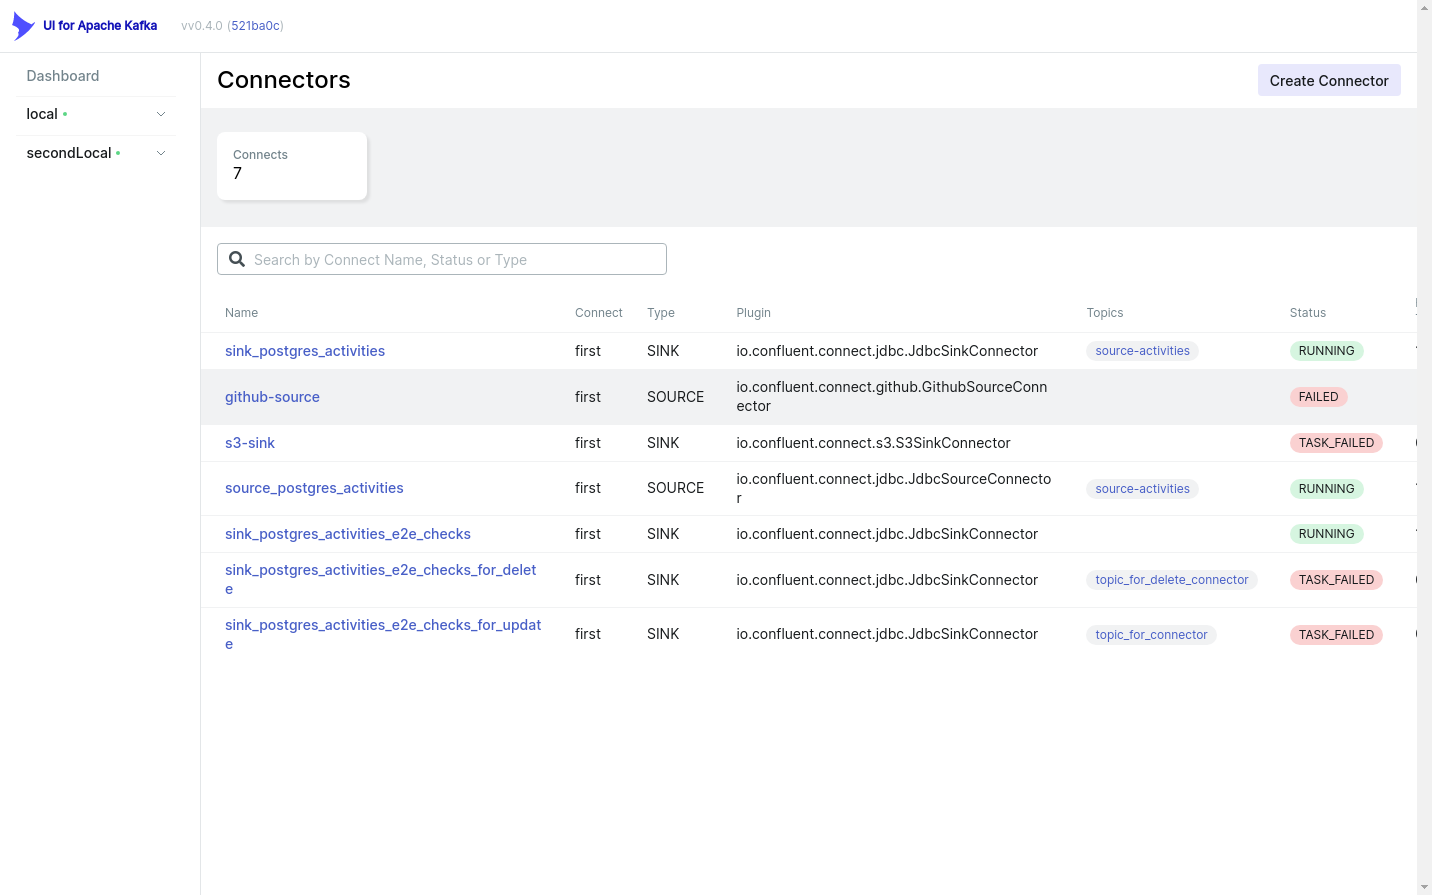 UI for Apache Kafka
vv0.4.0 (521ba0c)
Dashboard
local
secondLocal
Connectors
Create Connector
Connects
7
Search by Connect Name, Status or Type
Name Connect Type Plugin Topics Status
sink_postgres_activities first SINK io.confluent.connect.jdbc.JdbcSinkConnector source-activities RUNNING
github-source first SOURCE io.confluent.connect.github.GithubSourceConn
ector FAILED
s3-sink first SINK io.confluent.connect.s3.S3SinkConnector TASK_FAILED
source_postgres_activities first SOURCE io.confluent.connect.jdbc.JdbcSourceConnecto
r source-activities RUNNING
sink_postgres_activities_e2e_checks first SINK io.confluent.connect.jdbc.JdbcSinkConnector RUNNING
sink_postgres_activities_e2e_checks_for_delet
e first SINK io.confluent.connect.jdbc.JdbcSinkConnector topic_for_delete_connector TASK_FAILED
sink_postgres_activities_e2e_checks_for_updat
e first SINK io.confluent.connect.jdbc.JdbcSinkConnector topic_for_connector TASK_FAILED